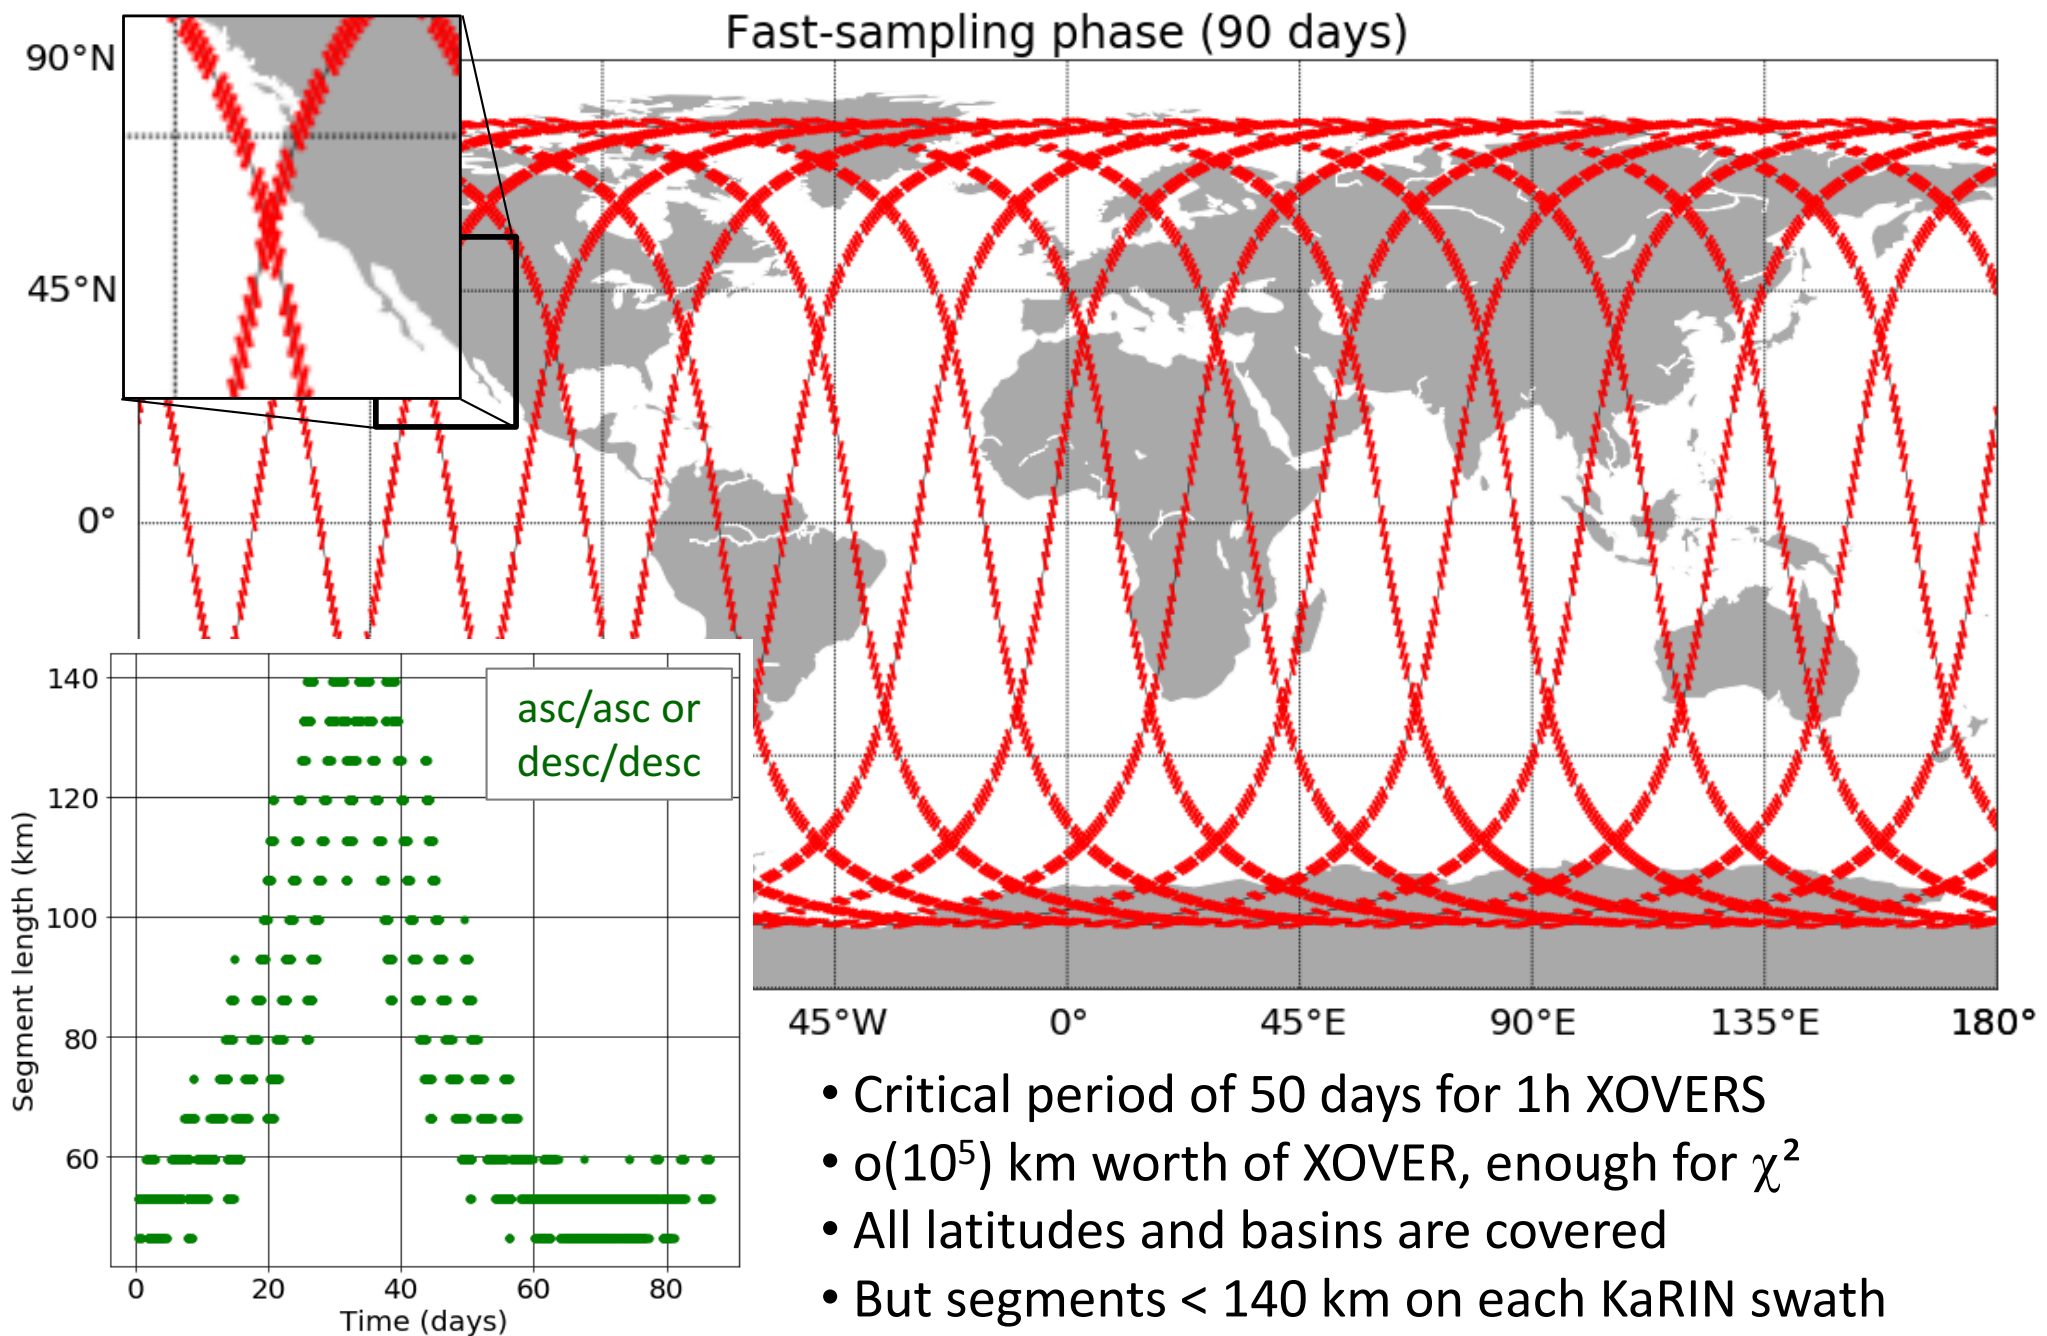 Fast-sampling phase (90 days)
90°N
45°N
0°
45°W 0° 45°E 90°E 135°E 180°
140
120
100
80
60
0 20 40 60 80
Segment length (km)
Time (days)
asc/asc or
desc/desc
• Critical period of 50 days for 1h XOVERS
• o(10⁵) km worth of XOVER, enough for χ²
• All latitudes and basins are covered
• But segments < 140 km on each KaRIN swath